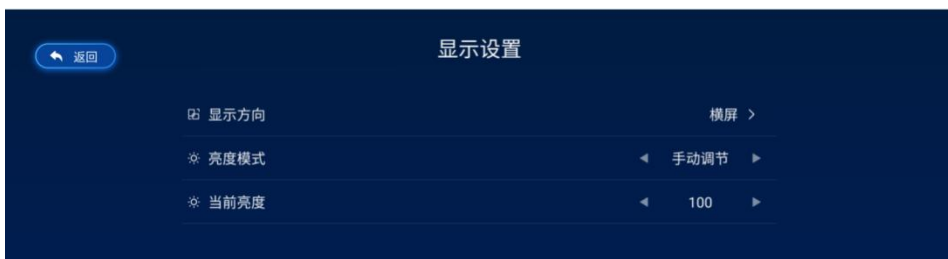 返回
显示设置
显示方向 横屏
亮度模式 手动调节
当前亮度 100